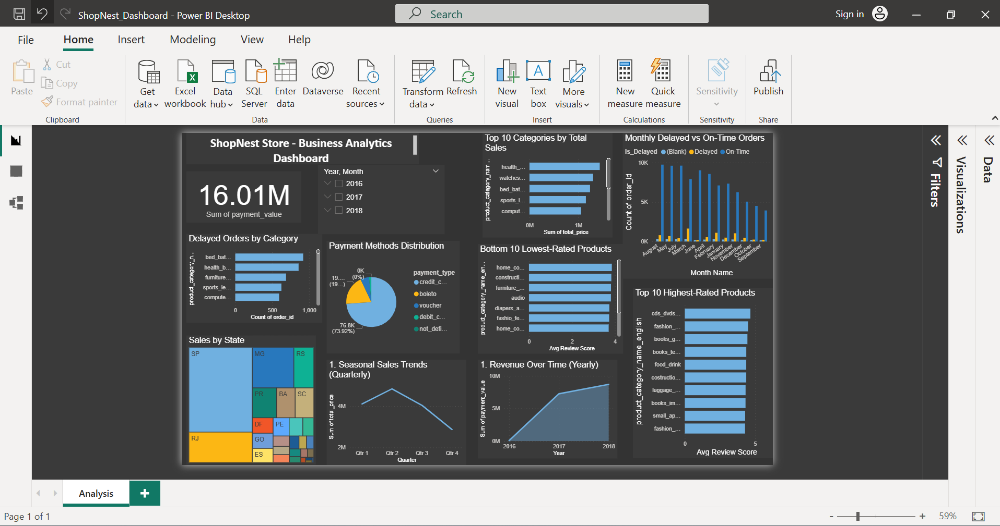 ShopNest_Dashboard - Power BI Desktop
Search
Sign in
File
Home
Insert
Modeling
View
Help
Paste
Cut
Copy
Format painter
Clipboard
Get data
Excel workbook
Data hub
SQL Server
Enter data
Dataverse
Recent sources
Data
Transform data
Refresh
Queries
New visual
Text box
More visuals
Insert
New measure
Quick measure
Calculations
Sensitivity
Sensitivity
Publish
Share
ShopNest Store - Business Analytics
Dashboard
16.01M
Sum of payment_value
Year, Month
2016
2017
2018
Top 10 Categories by Total
Sales
product_category_nam...
health_...
watches...
bed_bat...
sports_l...
comput...
0M
1M
Sum of total_price
Monthly Delayed vs On-Time Orders
Is_Delayed
(Blank)
Delayed
On-Time
Count of order_id
10K
5K
0K
August
May
July
March
June
April
February
January
November
December
October
September
Month Name
Delayed Orders by Category
product_category_n...
bed_bat...
health_b...
furniture...
sports_le...
compute...
0
500
1,000
Count of order_id
Payment Methods Distribution
0K
(0%)
19....
(19...)
76.8K
(73.92%)
payment_type
credit_c...
boleto
voucher
debit_c...
not_defi...
Bottom 10 Lowest-Rated Products
product_category_name_en...
home_co...
constructi...
furniture_...
audio
diapers_a...
fashio_fe...
home_co...
0
2
4
Avg Review Score
Top 10 Highest-Rated Products
product_category_name_english
cds_dvds...
fashion_...
books_g...
books_te...
food_drink
costructio...
luggage_...
books_im...
small_ap...
fashion_...
0
5
Avg Review Score
Sales by State
SP
MG
RS
PR
BA
SC
DF
PE
RJ
GO
ES
1. Seasonal Sales Trends
(Quarterly)
Sum of total_price
4M
2M
Qtr 1
Qtr 2
Qtr 3
Qtr 4
Quarter
1. Revenue Over Time (Yearly)
Sum of payment_value
10M
5M
0M
2016
2017
2018
Year
Filters
Visualizations
Data
Analysis
Page 1 of 1
59%